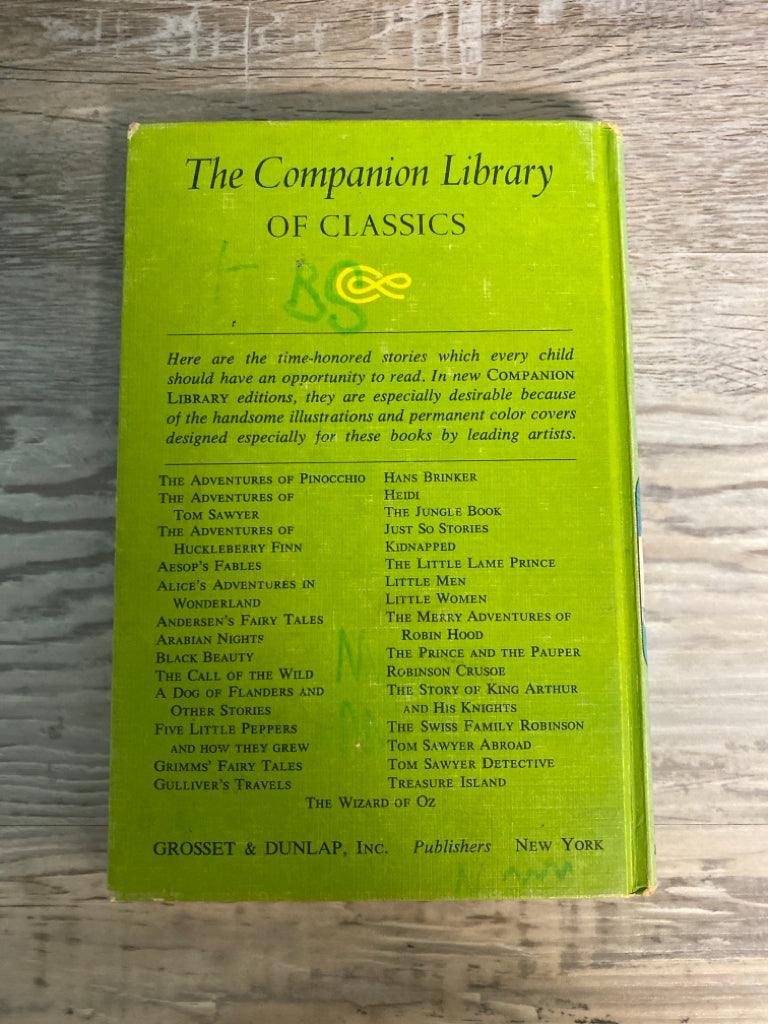 The Companion Library
OF CLASSICS
BS
Here are the time-honored stories which every child
should have an opportunity to read. In new COMPANION
LIBRARY editions, they are especially desirable because
of the handsome illustrations and permanent color covers
designed especially for these books by leading artists.
THE ADVENTURES OF PINOCCHIO
THE ADVENTURES OF
TOM SAWYER
THE ADVENTURES OF
HUCKLEBERRY FINN
AESOP'S FABLES
ALICE'S ADVENTURES IN
WONDERLAND
ANDERSEN'S FAIRY TALES
ARABIAN NIGHTS
BLACK BEAUTY
THE CALL OF THE WILD
A DOG OF FLANDERS AND
OTHER STORIES
FIVE LITTLE PEPPERS
AND HOW THEY GREW
GRIMMS' FAIRY TALES
GULLIVER'S TRAVELS
HANS BRINKER
HEIDI
THE JUNGLE BOOK
JUST SO STORIES
KIDNAPPED
THE LITTLE LAME PRINCE
LITTLE MEN
LITTLE WOMEN
THE MERRY ADVENTURES OF
ROBIN HOOD
THE PRINCE AND THE PAUPER
ROBINSON CRUSOE
THE STORY OF KING ARTHUR
AND HIS KNIGHTS
THE SWISS FAMILY ROBINSON
TOM SAWYER ABROAD
TOM SAWYER DETECTIVE
TREASURE ISLAND
THE WIZARD OF OZ
GROSSET & DUNLAP, INC. Publishers NEW YORK